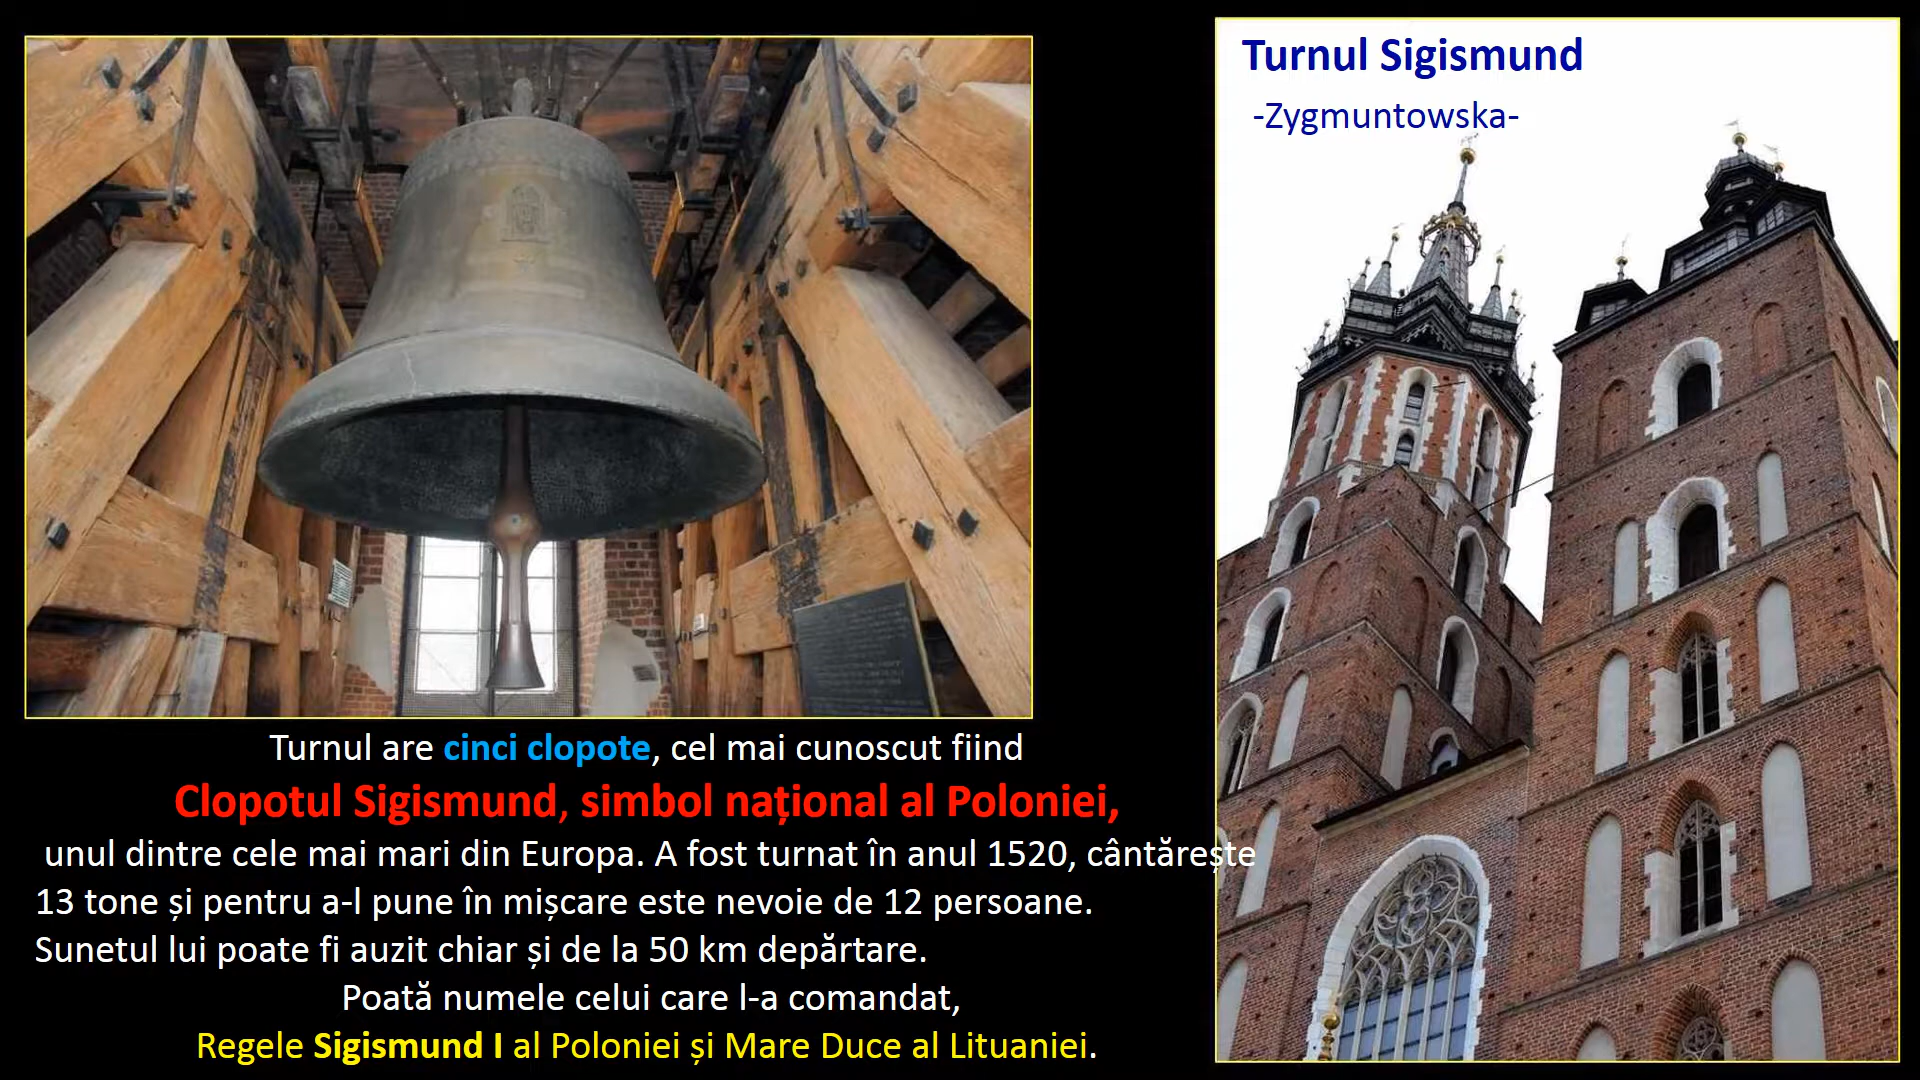 Turnul Sigismund
-Zygmuntowska-
Turnul are cinci clopote, cel mai cunoscut fiind
Clopotul Sigismund, simbol național al Poloniei,
unul dintre cele mai mari din Europa. A fost turnat în anul 1520, cântărește
13 tone și pentru a-l pune în mișcare este nevoie de 12 persoane.
Sunetul lui poate fi auzit chiar și de la 50 km depărtare.
Poată numele celui care l-a comandat,
Regele Sigismund I al Poloniei și Mare Duce al Lituaniei.